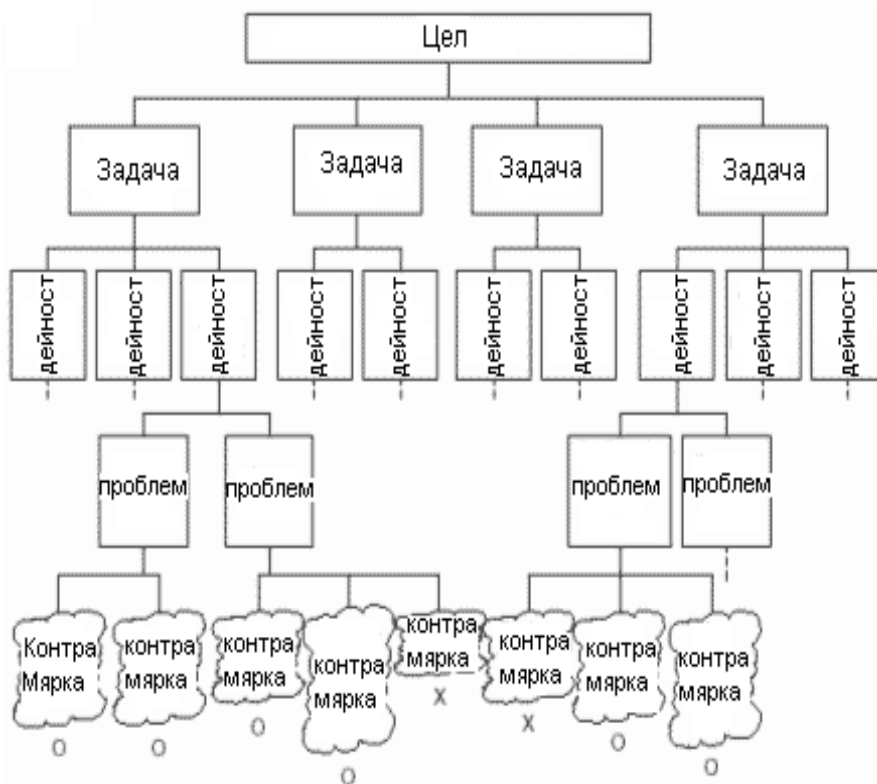 Цел
Задача
Задача
Задача
Задача
дейност
дейност
дейност
дейност
дейност
дейност
дейност
дейност
дейност
дейност
проблем
проблем
проблем
проблем
Контра
Мярка
контра
мярка
контра
мярка
контра
мярка
контра
мярка
контра
мярка
контра
мярка
контра
мярка
O
O
O
O
X
X
O
O